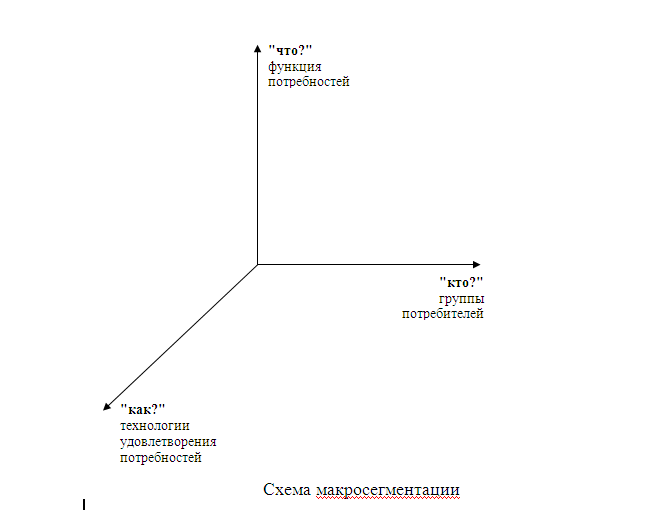 "что?"
функция
потребностей
"кто?"
группы
потребителей
"как?"
технологии
удовлетворения
потребностей
Схема макросегментации